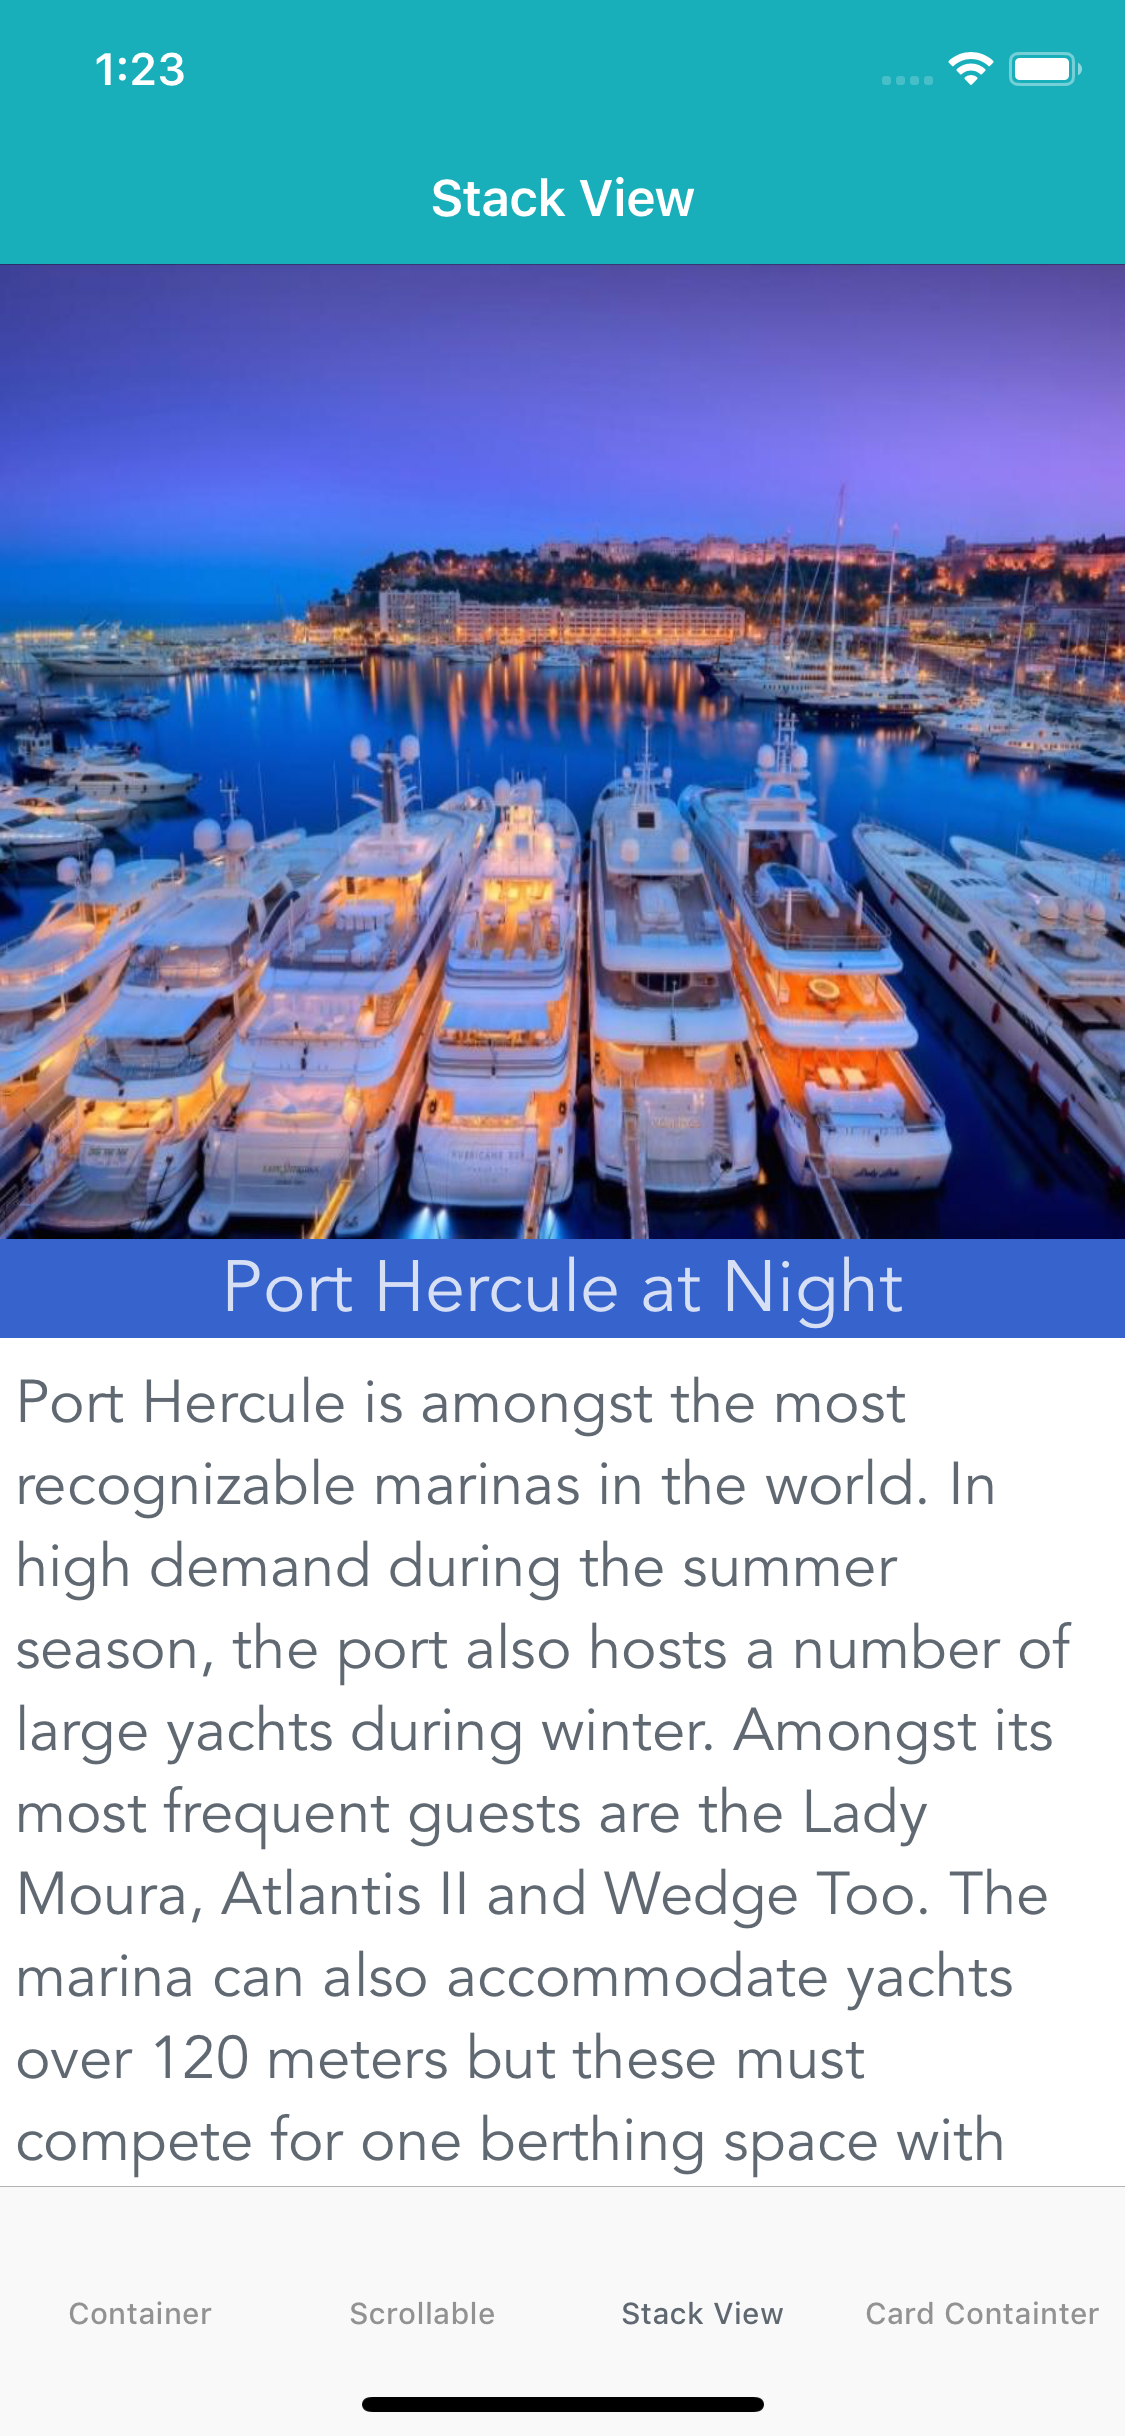 1:23
Stack View
Port Hercule at Night
Port Hercule is amongst the most
recognizable marinas in the world. In
high demand during the summer
season, the port also hosts a number of
large yachts during winter. Amongst its
most frequent guests are the Lady
Moura, Atlantis II and Wedge Too. The
marina can also accommodate yachts
over 120 meters but these must
compete for one berthing space with
Container
Scrollable
Stack View
Card Containter